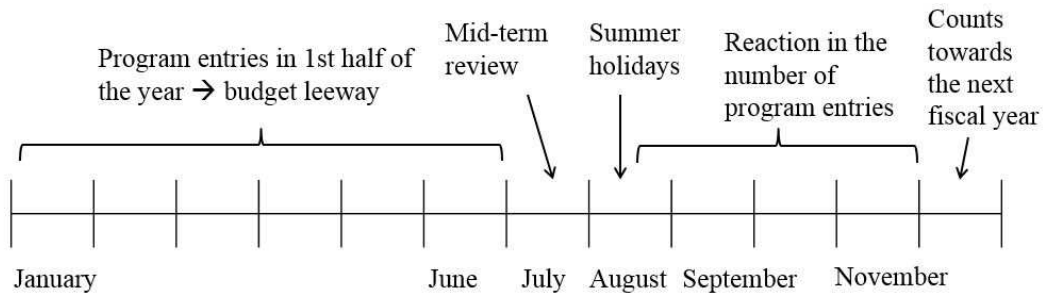 Program entries in 1st half of
the year → budget leeway
Mid-term
review
Summer
holidays
Reaction in the
number of
program entries
Counts
towards
the next
fiscal year
January
June
July
August
September
November